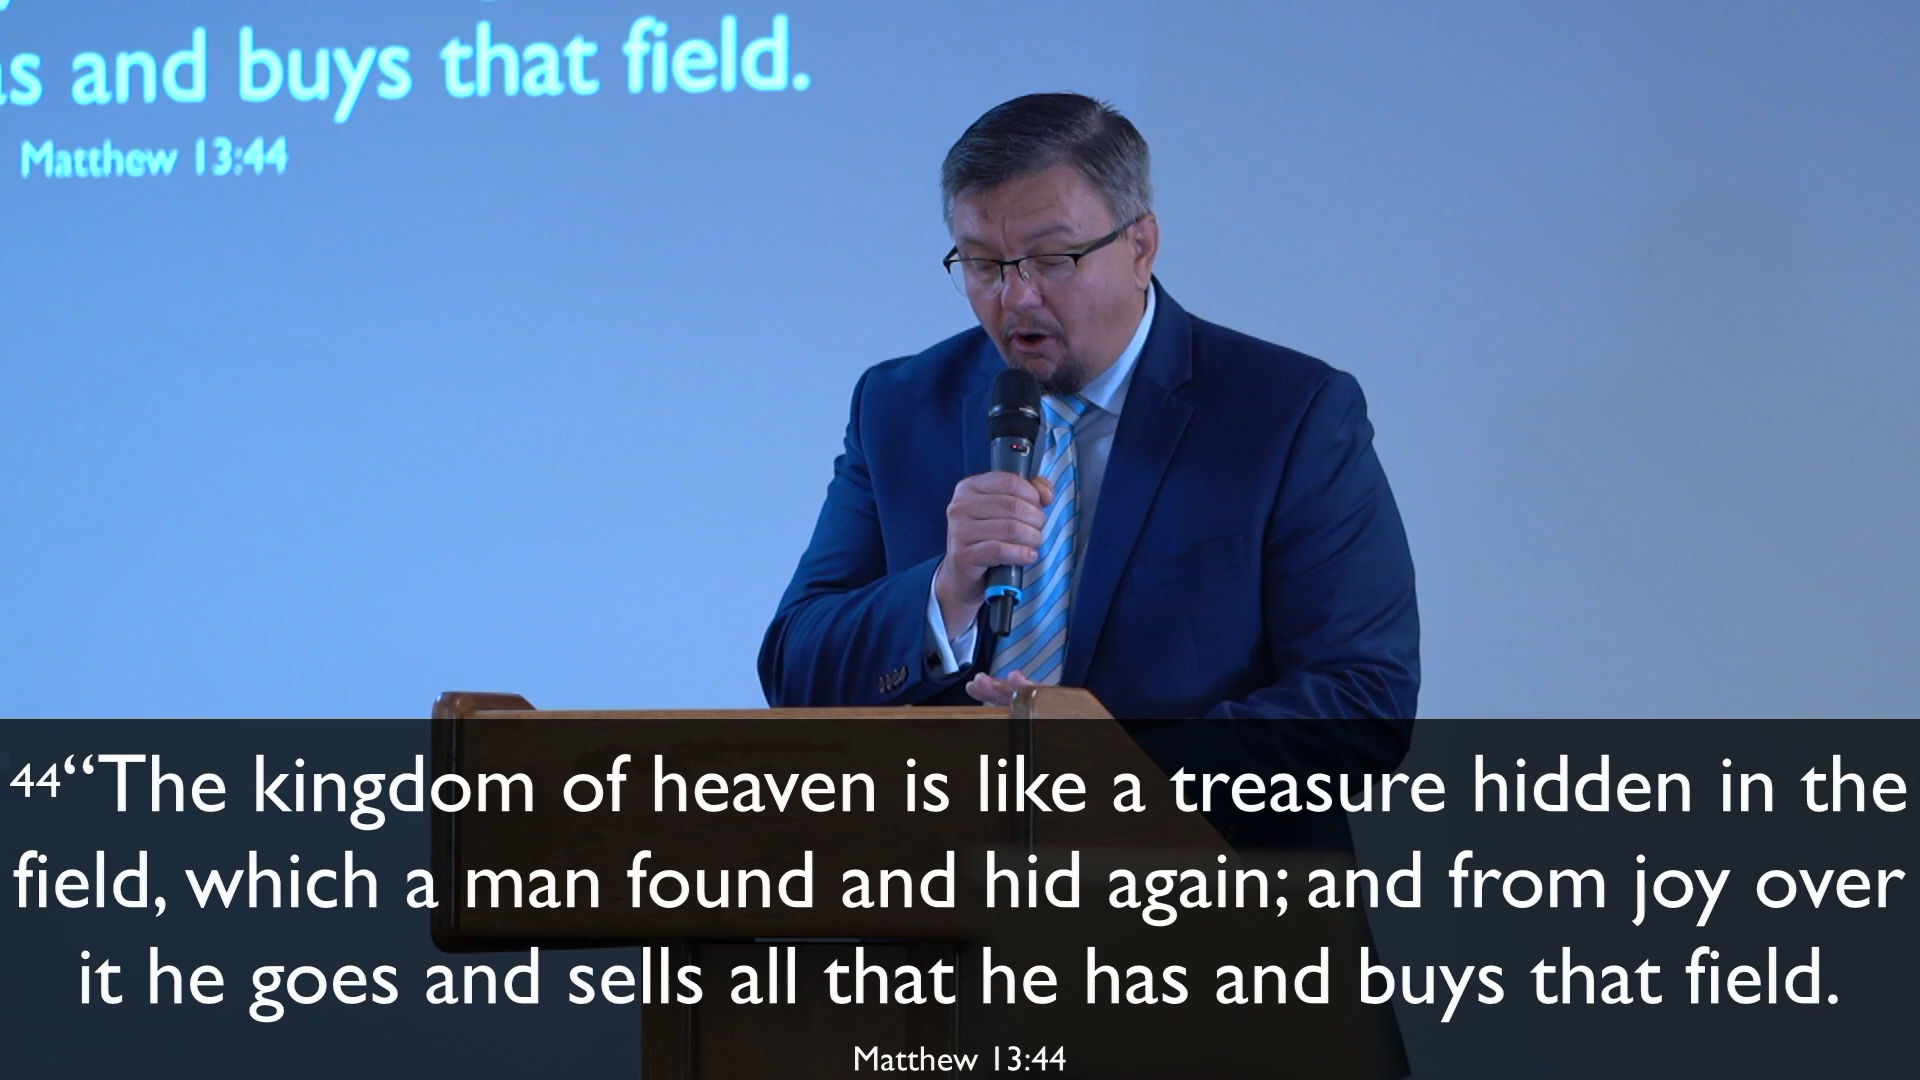 as and buys that field.
Matthew 13:44
44“The kingdom of heaven is like a treasure hidden in the
field, which a man found and hid again; and from joy over
it he goes and sells all that he has and buys that field.
Matthew 13:44